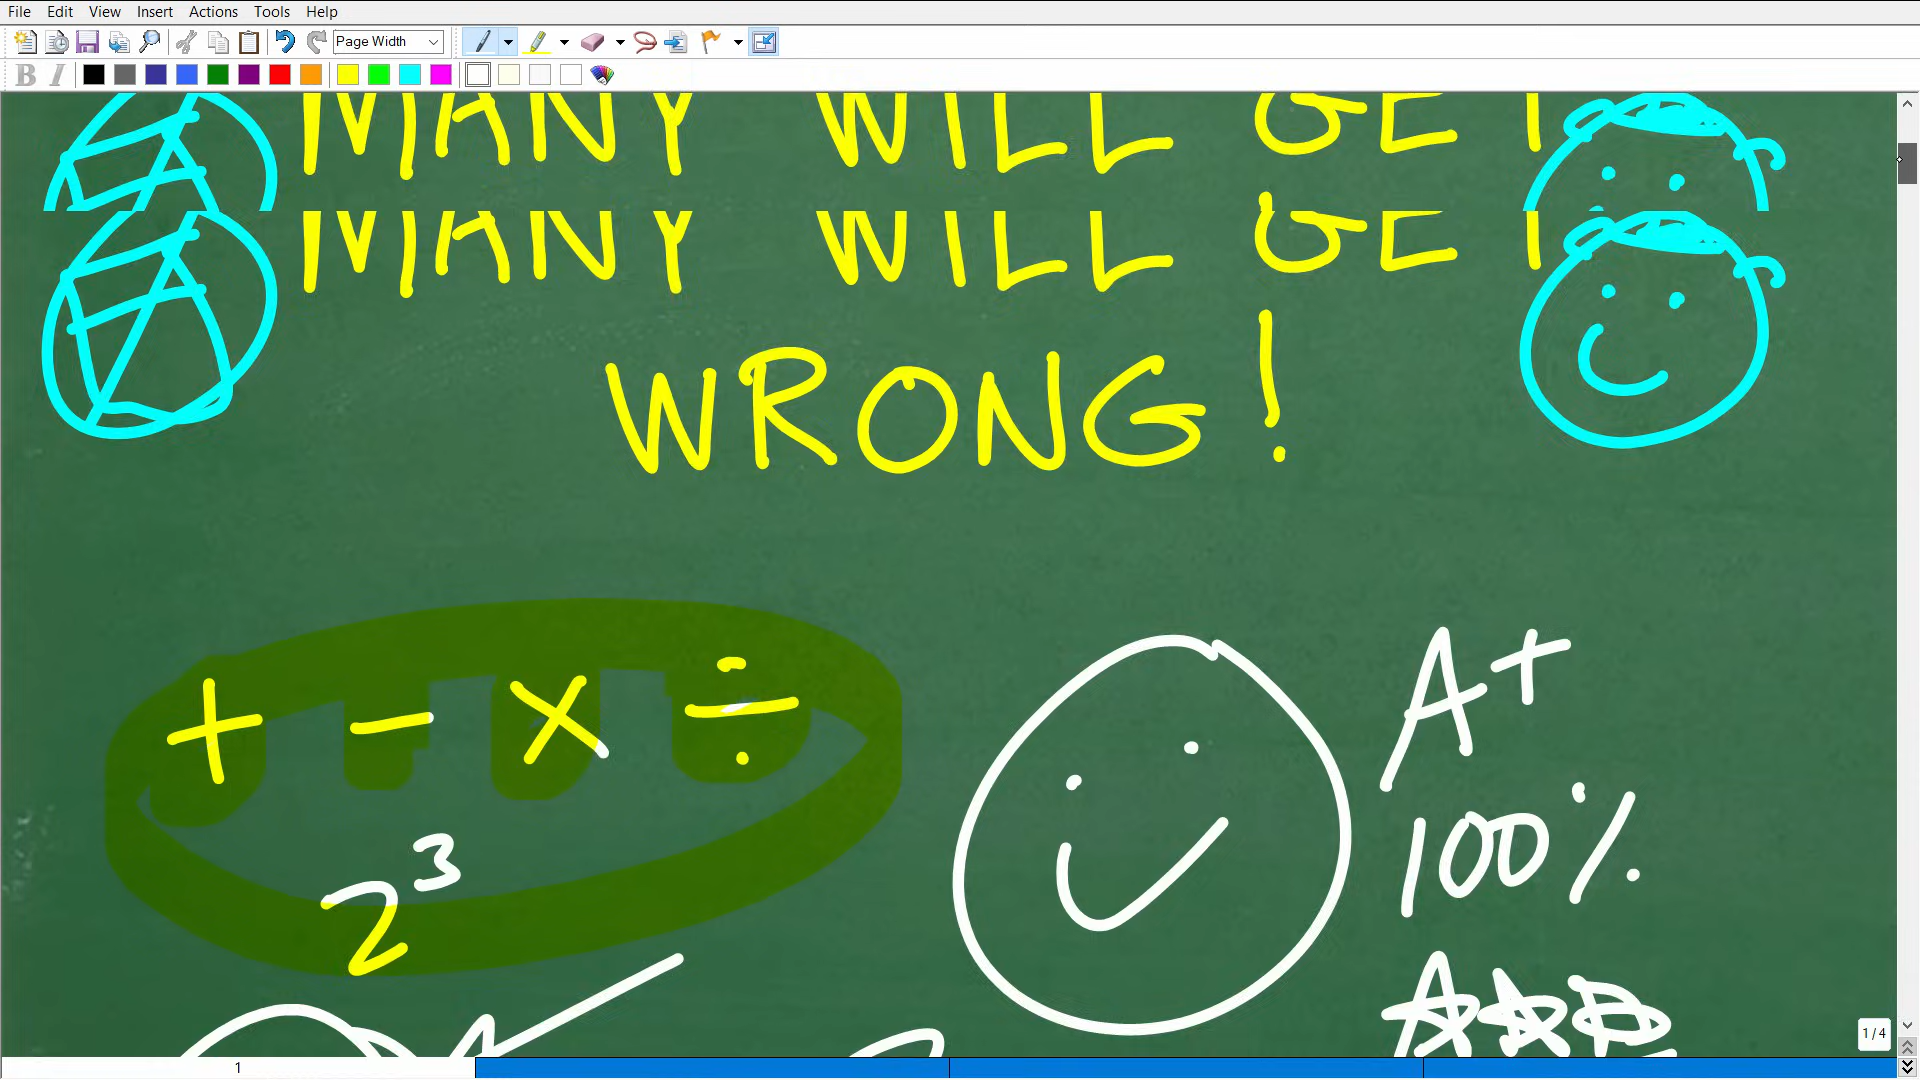 File Edit View Insert Actions Tools Help
Page Width
B I
MANY WILL GET
MANY WILL GET
WRONG!
+ - × ÷
2³
A+
100%
1 / 4
1